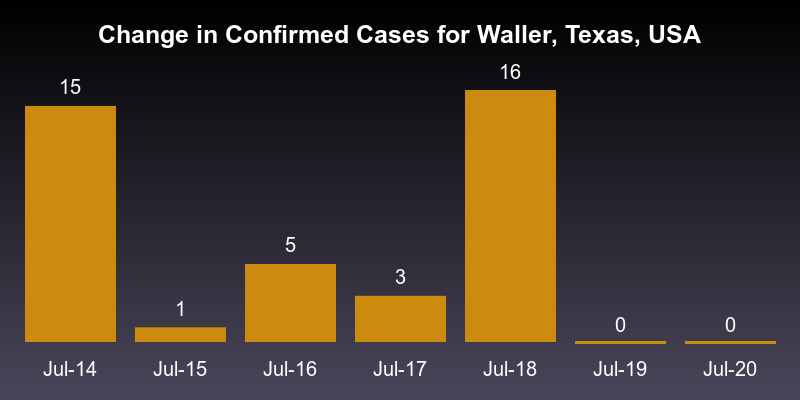 Change in Confirmed Cases for Waller, Texas, USA
15
1
5
3
16
0
0
Jul-14
Jul-15
Jul-16
Jul-17
Jul-18
Jul-19
Jul-20